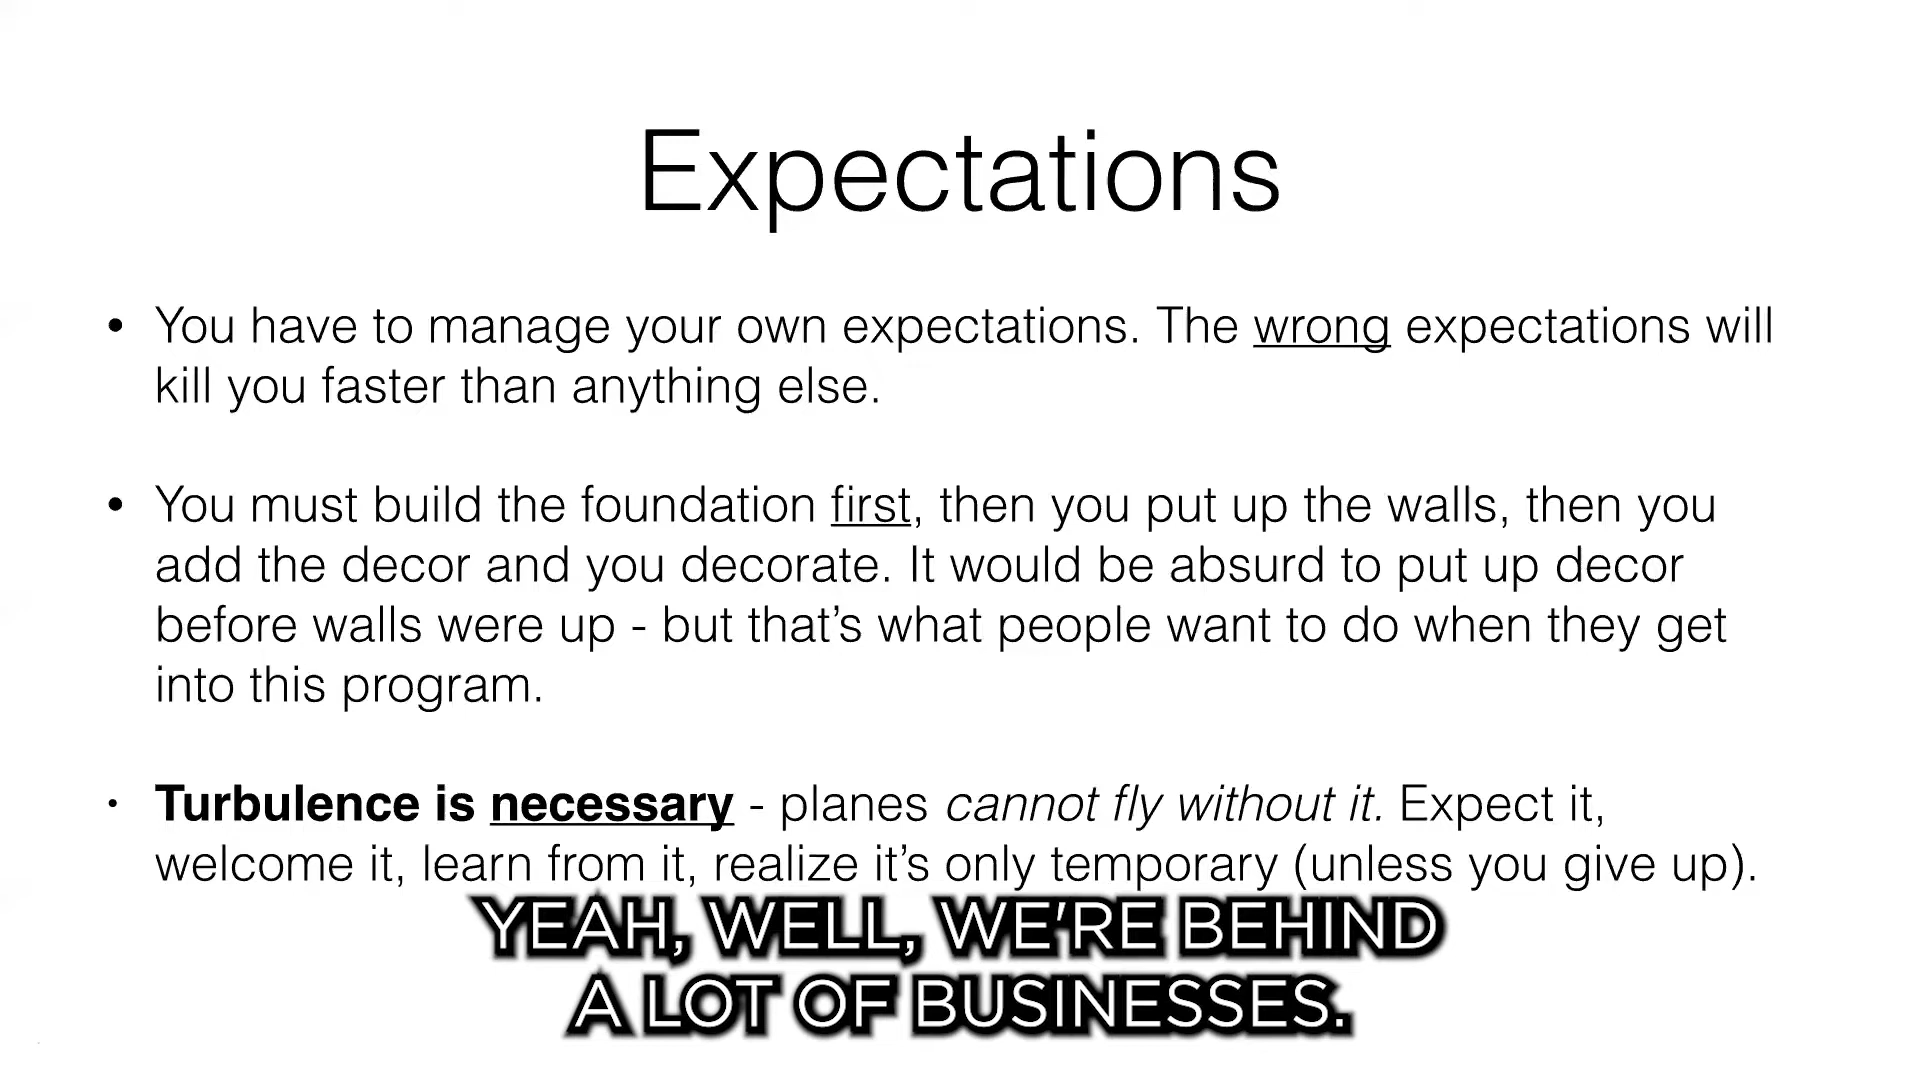 Expectations
• You have to manage your own expectations. The wrong expectations will
kill you faster than anything else.
• You must build the foundation first, then you put up the walls, then you
add the decor and you decorate. It would be absurd to put up decor
before walls were up - but that’s what people want to do when they get
into this program.
• Turbulence is necessary - planes cannot fly without it. Expect it,
welcome it, learn from it, realize it’s only temporary (unless you give up).
YEAH, WELL, WE'RE BEHIND
A LOT OF BUSINESSES.